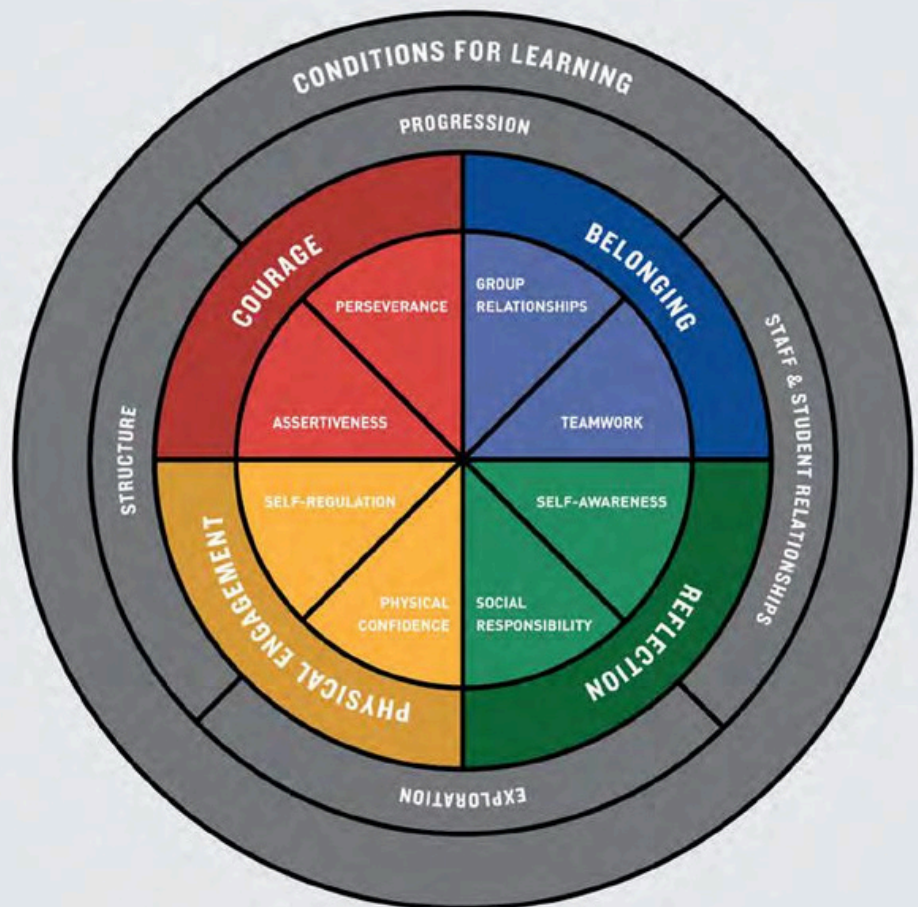 CONDITIONS FOR LEARNING
PROGRESSION
COURAGE
BELONGING
PERSEVERANCE
GROUP
RELATIONSHIPS
ASSERTIVENESS
TEAMWORK
STRUCTURE
STAFF & STUDENT RELATIONSHIPS
SELF-REGULATION
SELF-AWARENESS
PHYSICAL
CONFIDENCE
SOCIAL
RESPONSIBILITY
PHYSICAL ENGAGEMENT
REFLECTION
EXPLORATION